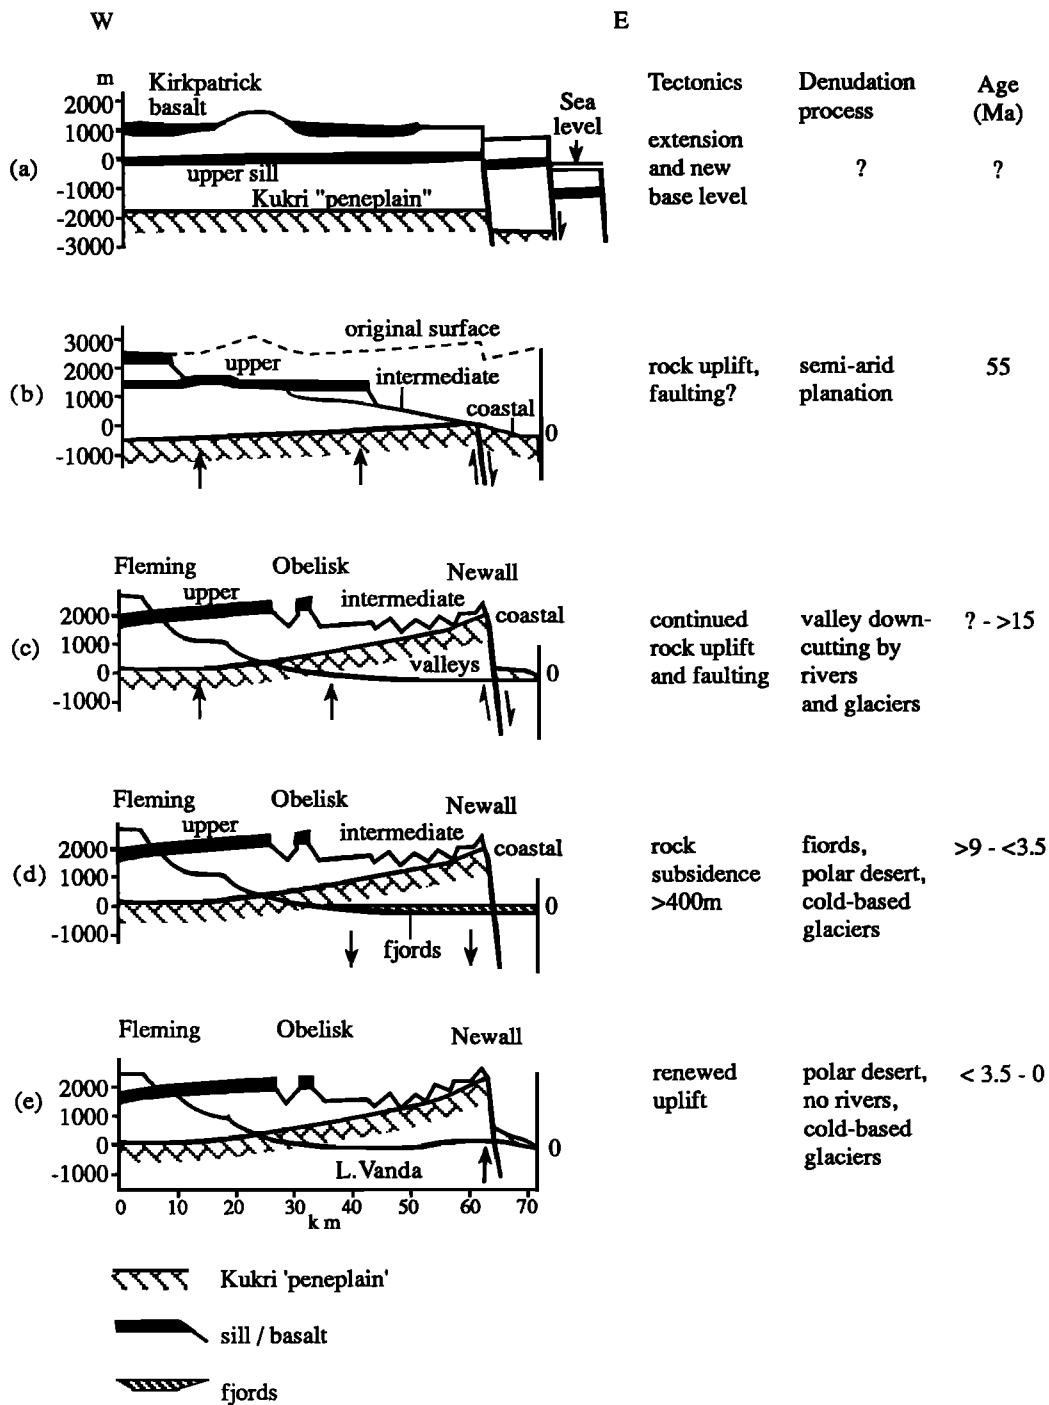 W E
m
Kirkpatrick
basalt
2000
1000
0
-1000
-2000
-3000
(a)
upper sill
Kukri "peneplain"
Sea
level
Tectonics
Denudation
process
Age
(Ma)
extension
and new
base level
?
?
(b)
3000
2000
1000
0
-1000
original surface
upper
intermediate
coastal
0
rock uplift,
faulting?
semi-arid
planation
55
Fleming Obelisk Newall
(c)
2000
1000
0
-1000
upper
intermediate
coastal
valleys
0
continued
rock uplift
and faulting
valley down-
cutting by
rivers
and glaciers
? - >15
Fleming Obelisk Newall
(d)
2000
1000
0
-1000
upper
intermediate
coastal
0
fjords
rock
subsidence
>400m
fiords,
polar desert,
cold-based
glaciers
>9 - <3.5
Fleming Obelisk Newall
(e)
2000
1000
0
-1000
L.Vanda
0
0 10 20 30 40 50 60 70
km
renewed
uplift
polar desert,
no rivers,
cold-based
glaciers
< 3.5 - 0
Kukri 'peneplain'
sill / basalt
fjords